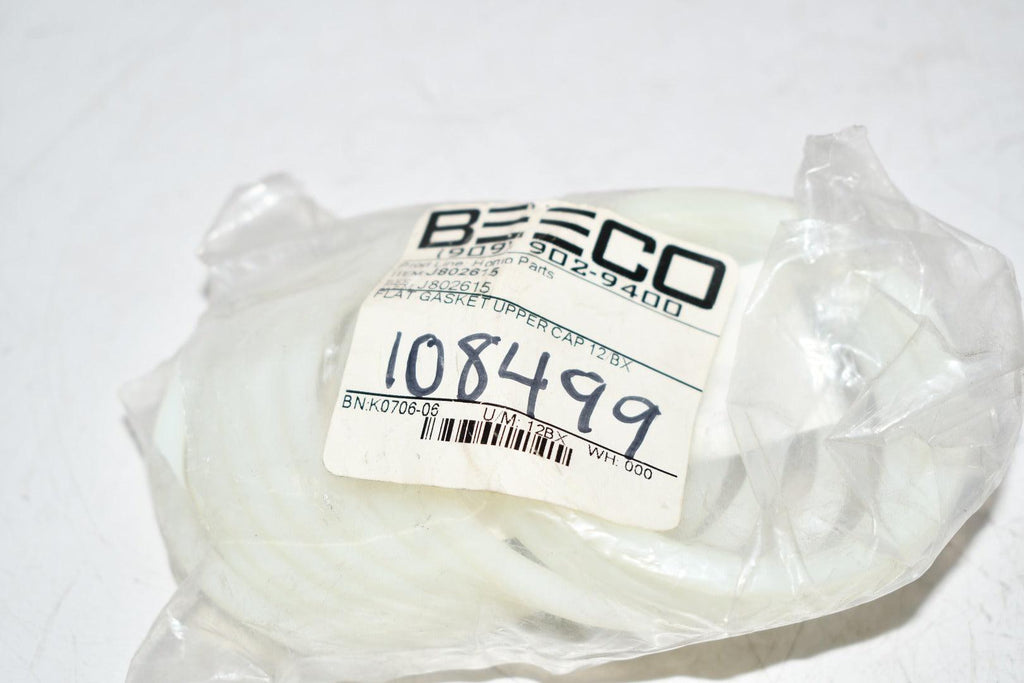 BEECO
(909) 902-9400
Prod Line: Homo Parts
ITEM: J802615
J802615
FLAT GASKET UPPER CAP 12 BX
108499
BN:K0706-06 U/M: 12BX WH: 000